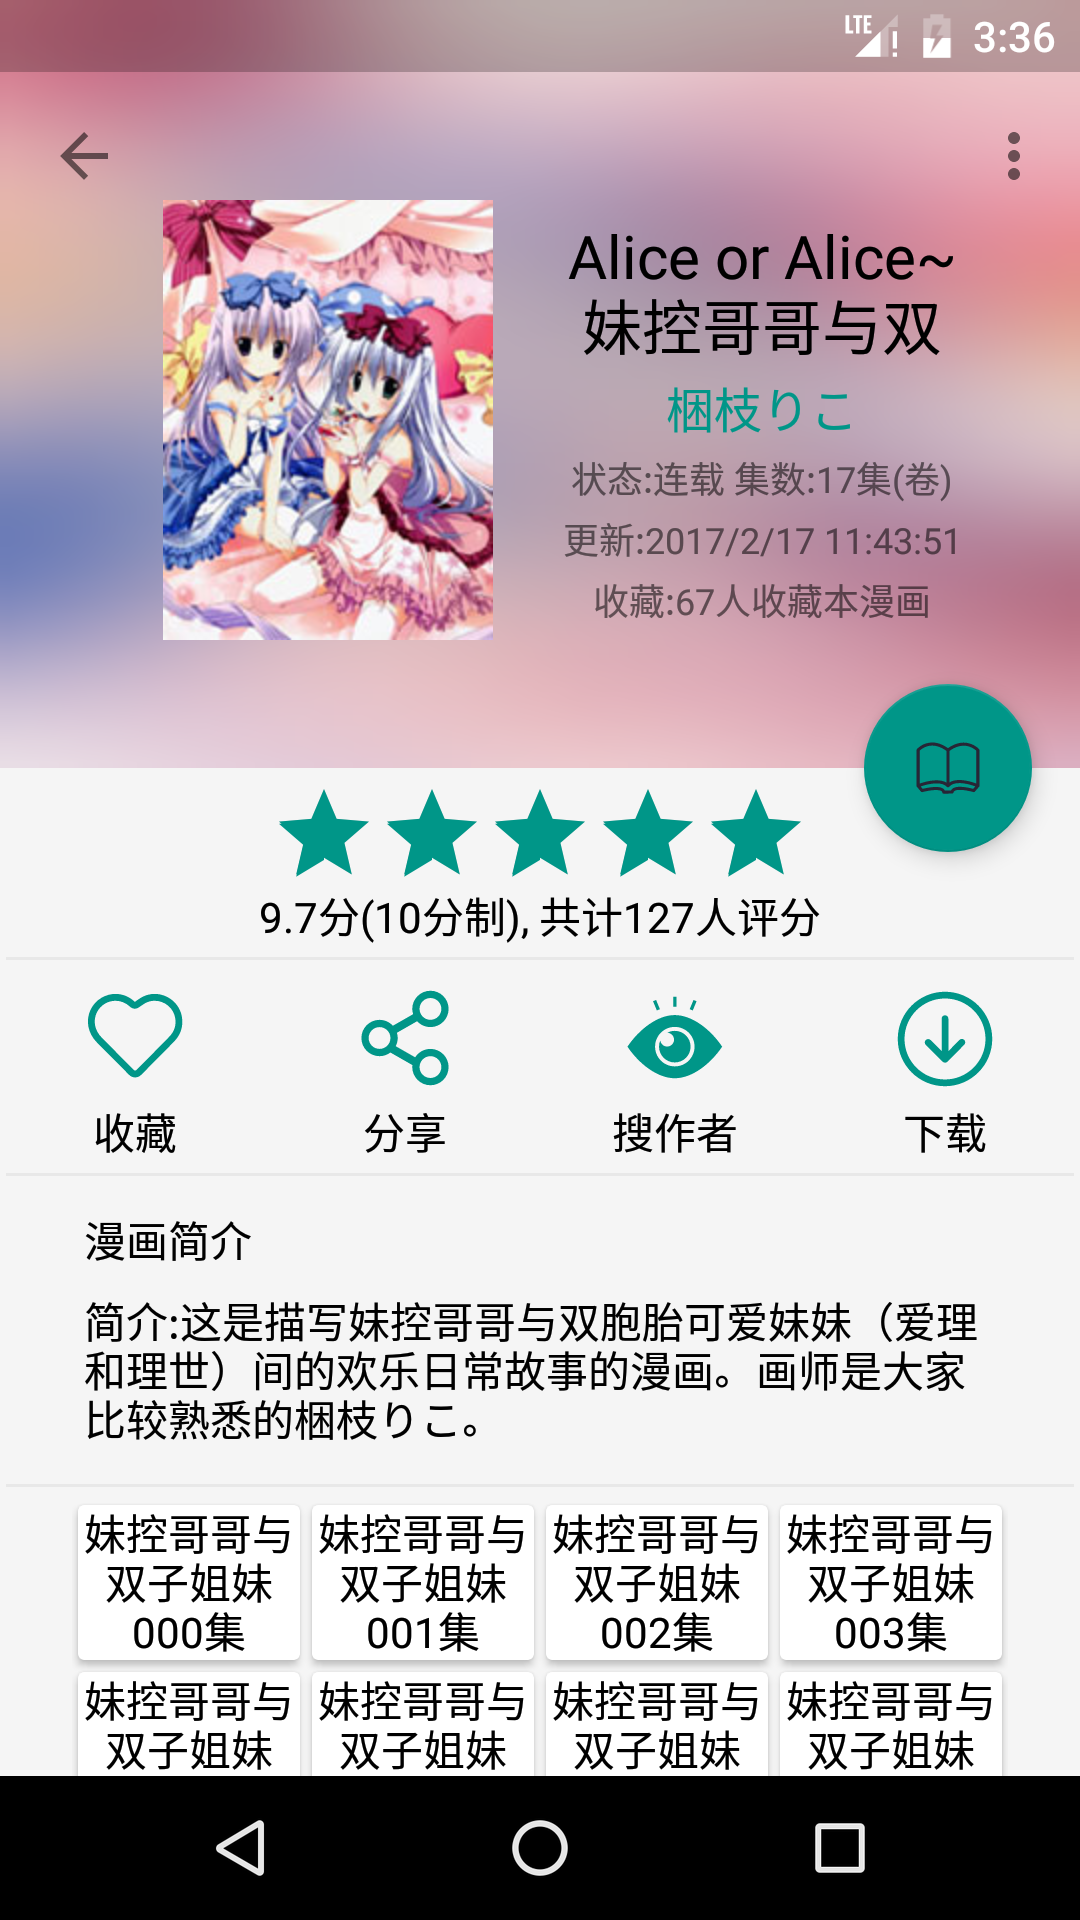 LTE 3:36
Alice or Alice~
妹控哥哥与双
梱枝りこ
状态:连载 集数:17集(卷)
更新:2017/2/17 11:43:51
收藏:67人收藏本漫画
9.7分(10分制), 共计127人评分
收藏 分享 搜作者 下载
漫画简介
简介:这是描写妹控哥哥与双胞胎可爱妹妹（爱理
和理世）间的欢乐日常故事的漫画。画师是大家
比较熟悉的梱枝りこ。
妹控哥哥与 妹控哥哥与 妹控哥哥与 妹控哥哥与
双子姐妹 双子姐妹 双子姐妹 双子姐妹
000集 001集 002集 003集
妹控哥哥与 妹控哥哥与 妹控哥哥与 妹控哥哥与
双子姐妹 双子姐妹 双子姐妹 双子姐妹